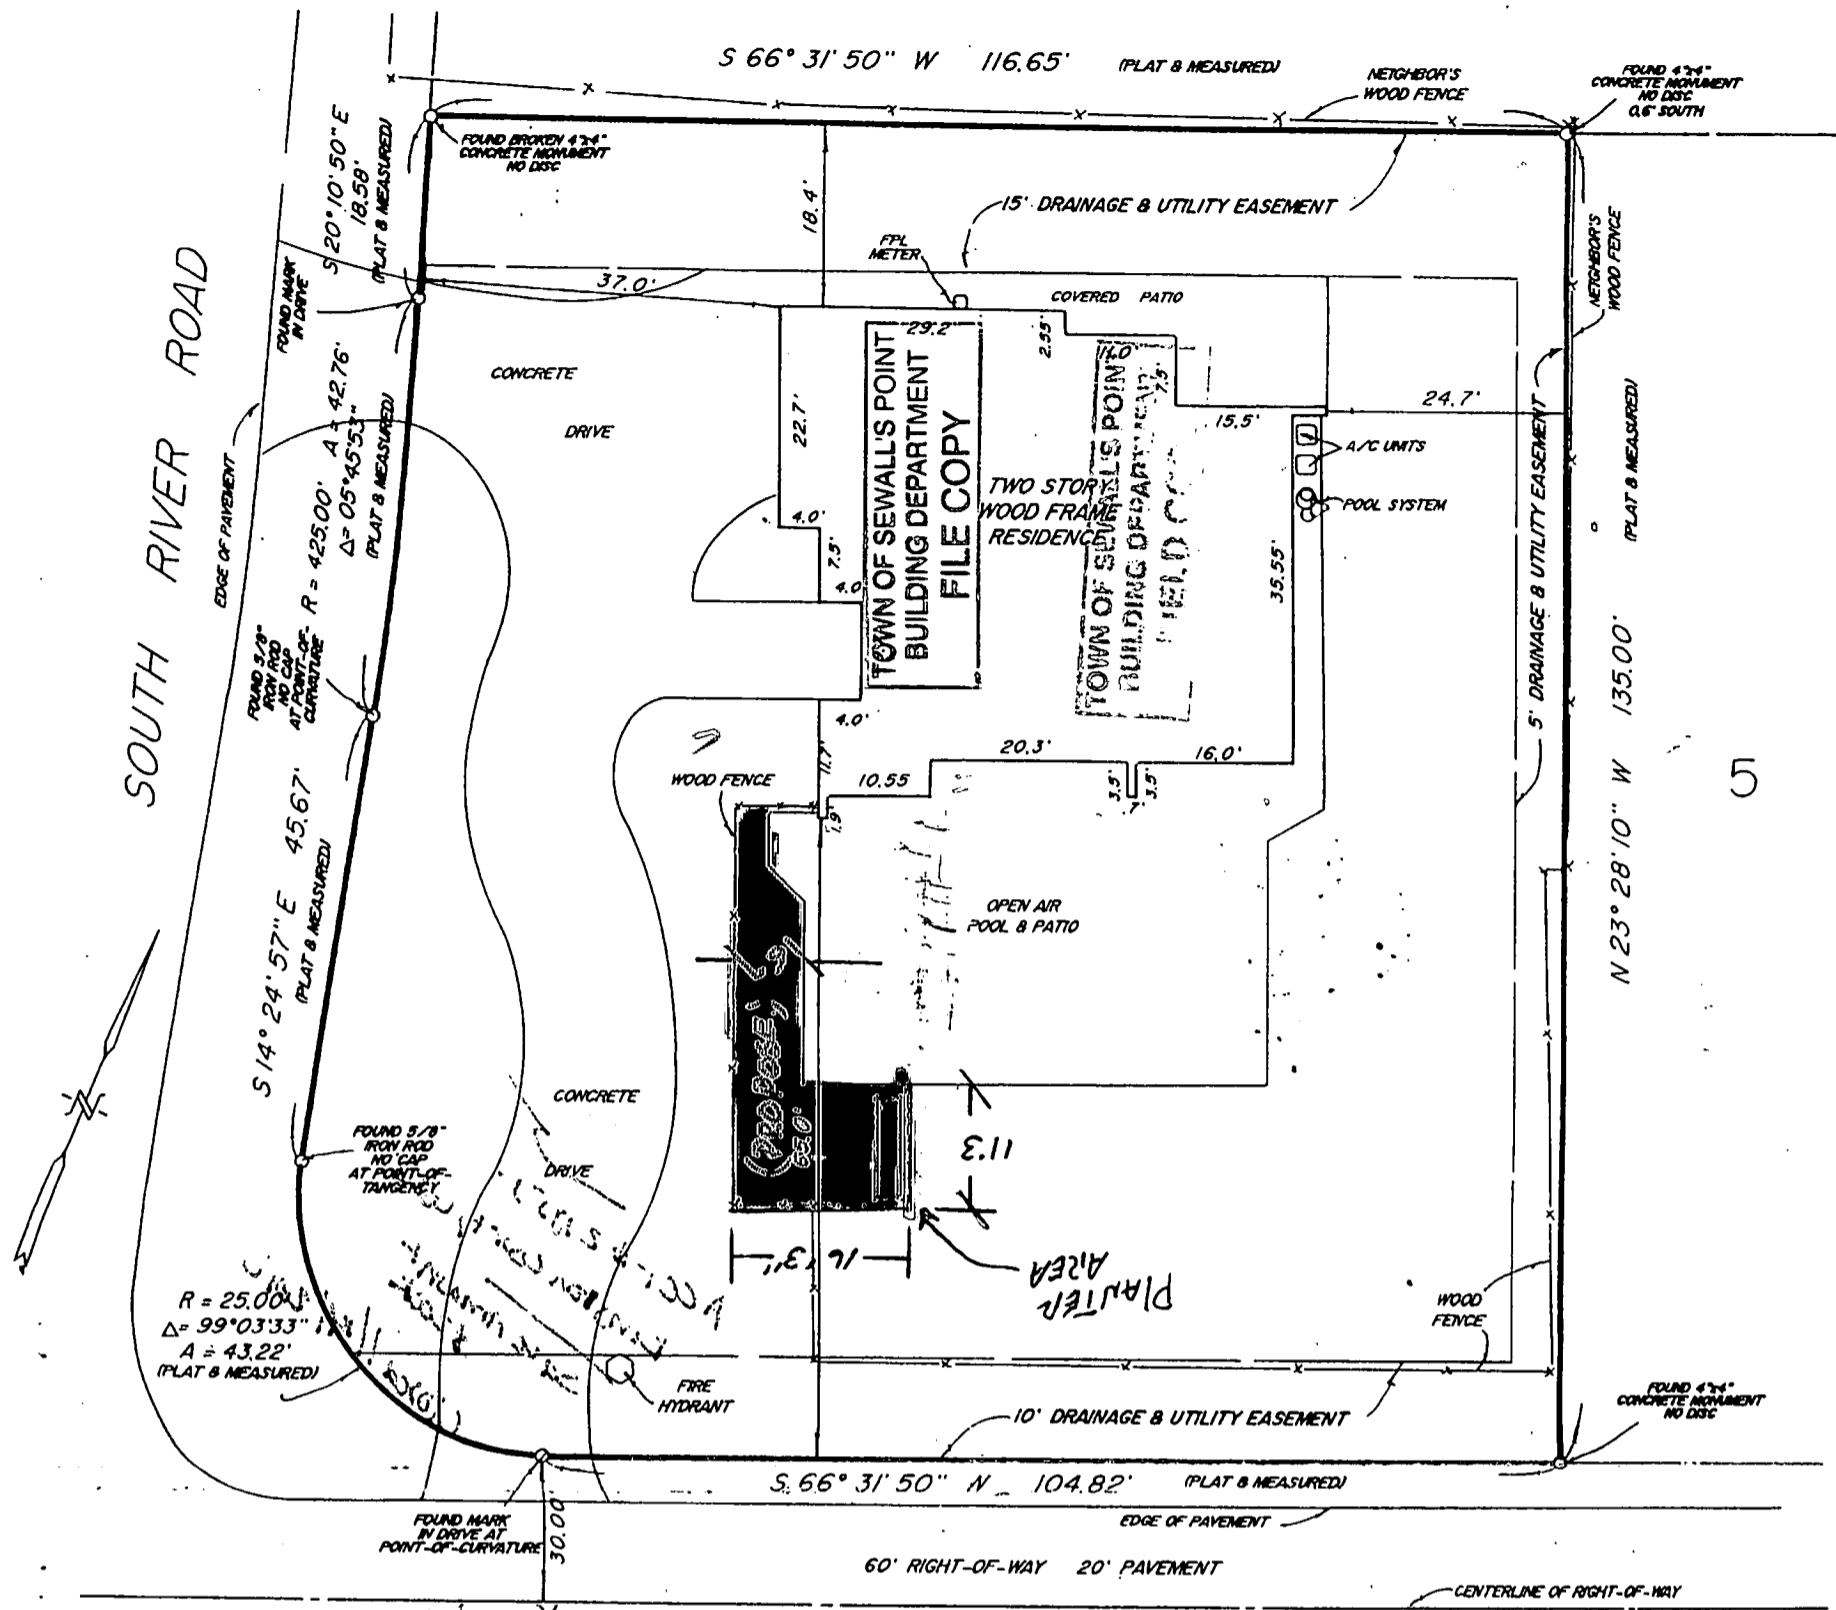 S 66° 31' 50" W 116.65' (PLAT & MEASURED)
NEIGHBOR'S
WOOD FENCE
FOUND 4"x4"
CONCRETE MONUMENT
NO DISC
0.6' SOUTH
FOUND BROKEN 4"x4"
CONCRETE MONUMENT
NO DISC
S 20° 10' 50" E
18.58'
(PLAT & MEASURED)
18.4'
15' DRAINAGE & UTILITY EASEMENT
FPL
METER
NEIGHBOR'S
WOOD FENCE
FOUND MARK
IN DRIVE
37.0'
COVERED PATIO
29.2'
2.55'
11.0'
7.5'
SOUTH RIVER ROAD
EDGE OF PAVEMENT
CONCRETE
DRIVE
R = 425.00' A = 42.76'
Δ= 05°45'53"
(PLAT & MEASURED)
22.7'
TOWN OF SEWALL'S POINT
BUILDING DEPARTMENT
FILE COPY
TOWN OF SEWALL'S POINT
BUILDING DEPARTMENT
15.5'
24.7'
A/C UNITS
POOL SYSTEM
TWO STORY
WOOD FRAME
RESIDENCE
4.0'
7.5'
4.0'
35.55'
5' DRAINAGE & UTILITY EASEMENT
N 23° 28' 10" W 135.00' (PLAT & MEASURED)
FOUND 5/8"
IRON ROD
NO CAP
AT POINT-OF-
CURVATURE
4.0'
11.7'
20.3'
16.0'
WOOD FENCE
10.55
3.5'
3.5'
.7'
1.9'
5
S 14° 24' 57" E 45.67'
(PLAT & MEASURED)
OPEN AIR
POOL & PATIO
CONCRETE
DRIVE
11'3
16'3"
PLANTER
AREA
FOUND 5/8"
IRON ROD
NO CAP
AT POINT-OF-
TANGENCY
R = 25.00'
Δ= 99°03'33"
A = 43.22'
(PLAT & MEASURED)
WOOD
FENCE
FIRE
HYDRANT
10' DRAINAGE & UTILITY EASEMENT
FOUND 4"x4"
CONCRETE MONUMENT
NO DISC
S 66° 31' 50" W 104.82' (PLAT & MEASURED)
FOUND MARK
IN DRIVE AT
POINT-OF-CURVATURE
30.00'
EDGE OF PAVEMENT
60' RIGHT-OF-WAY 20' PAVEMENT
CENTERLINE OF RIGHT-OF-WAY